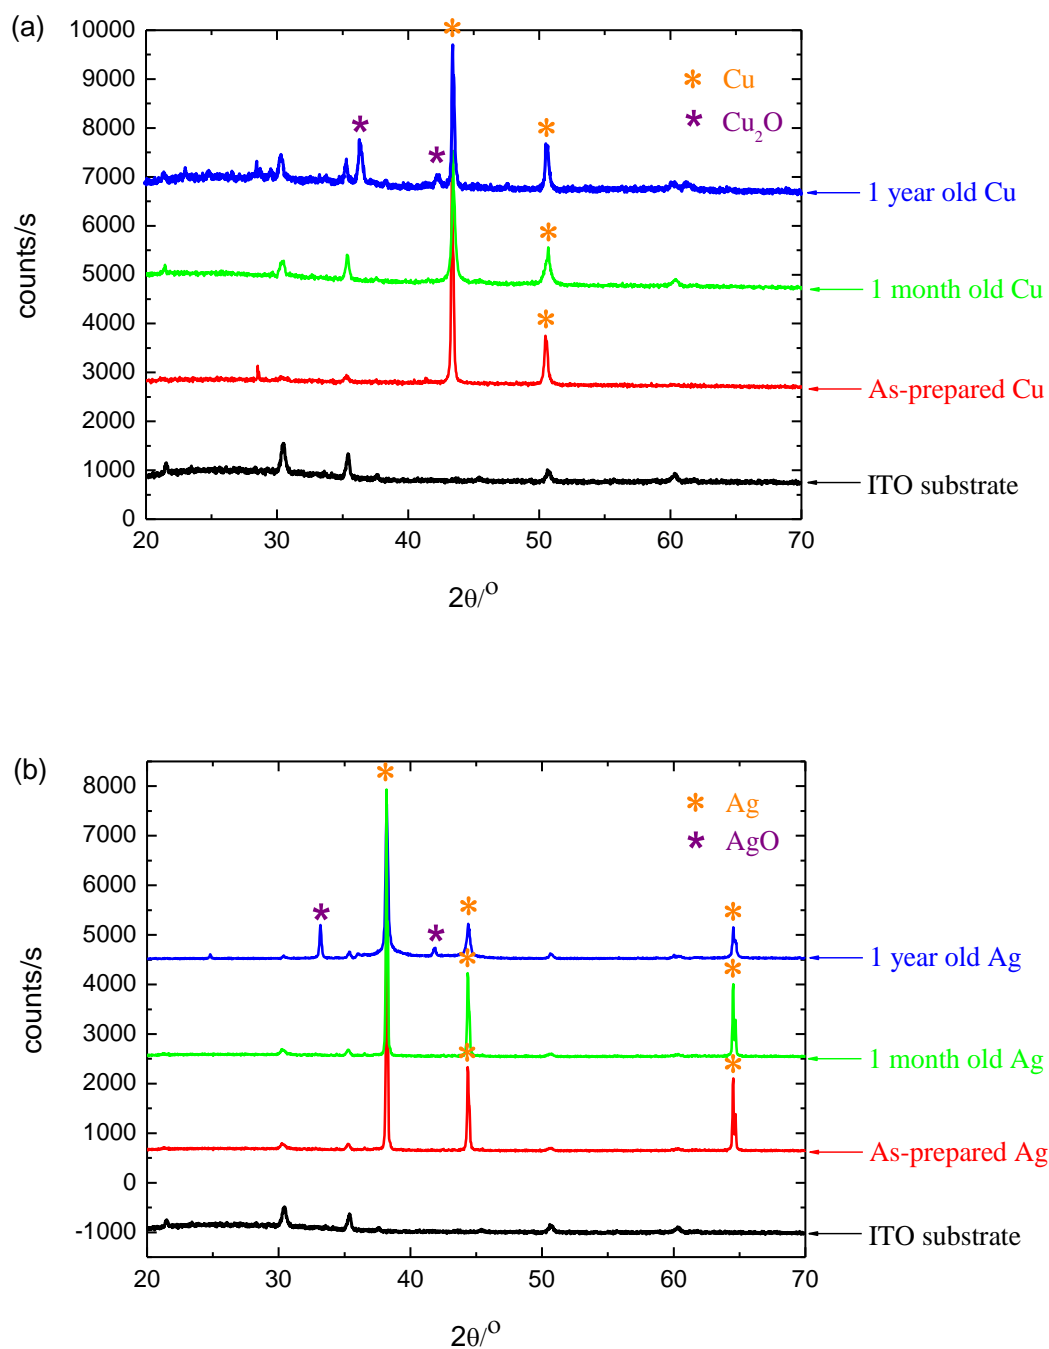 (a)
10000
9000
8000
7000
6000
5000
4000
3000
2000
1000
0
counts/s
* Cu
* Cu₂O
1 year old Cu
1 month old Cu
As-prepared Cu
ITO substrate
20 30 40 50 60 70
2θ/°
(b)
8000
7000
6000
5000
4000
3000
2000
1000
0
-1000
counts/s
* Ag
* AgO
1 year old Ag
1 month old Ag
As-prepared Ag
ITO substrate
20 30 40 50 60 70
2θ/°